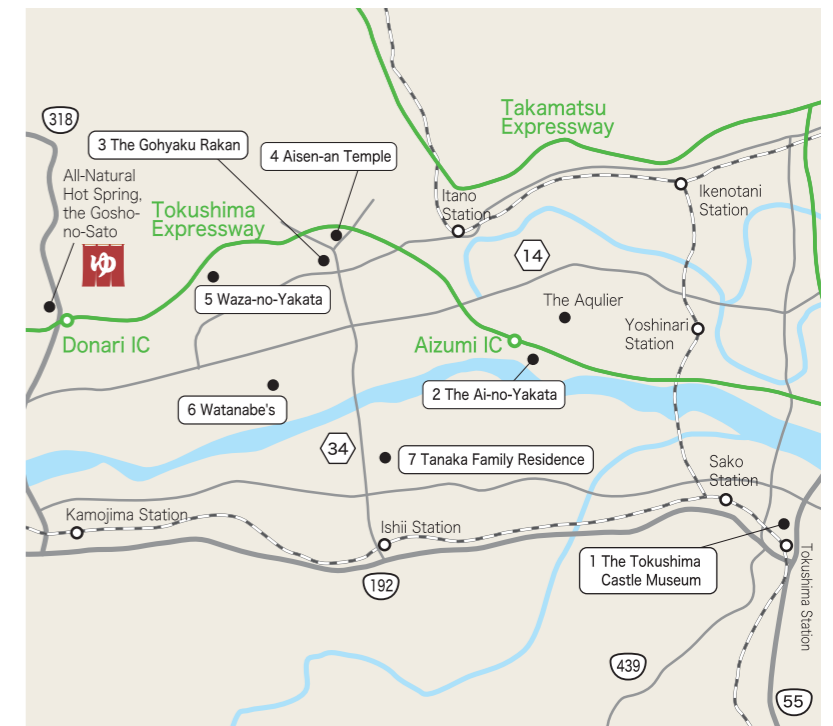 318
3 The Gohyaku Rakan
4 Aisen-an Temple
Takamatsu
Expressway
All-Natural
Hot Spring,
the Gosho-
no-Sato
ゆ
Tokushima
Expressway
Itano
Station
Ikenotani
Station
14
5 Waza-no-Yakata
The Aqulier
Yoshinari
Station
Donari IC
Aizumi IC
2 The Ai-no-Yakata
6 Watanabe's
34
7 Tanaka Family Residence
Sako
Station
Kamojima Station
Ishii Station
1 The Tokushima
Castle Museum
Tokushima Station
192
439
55